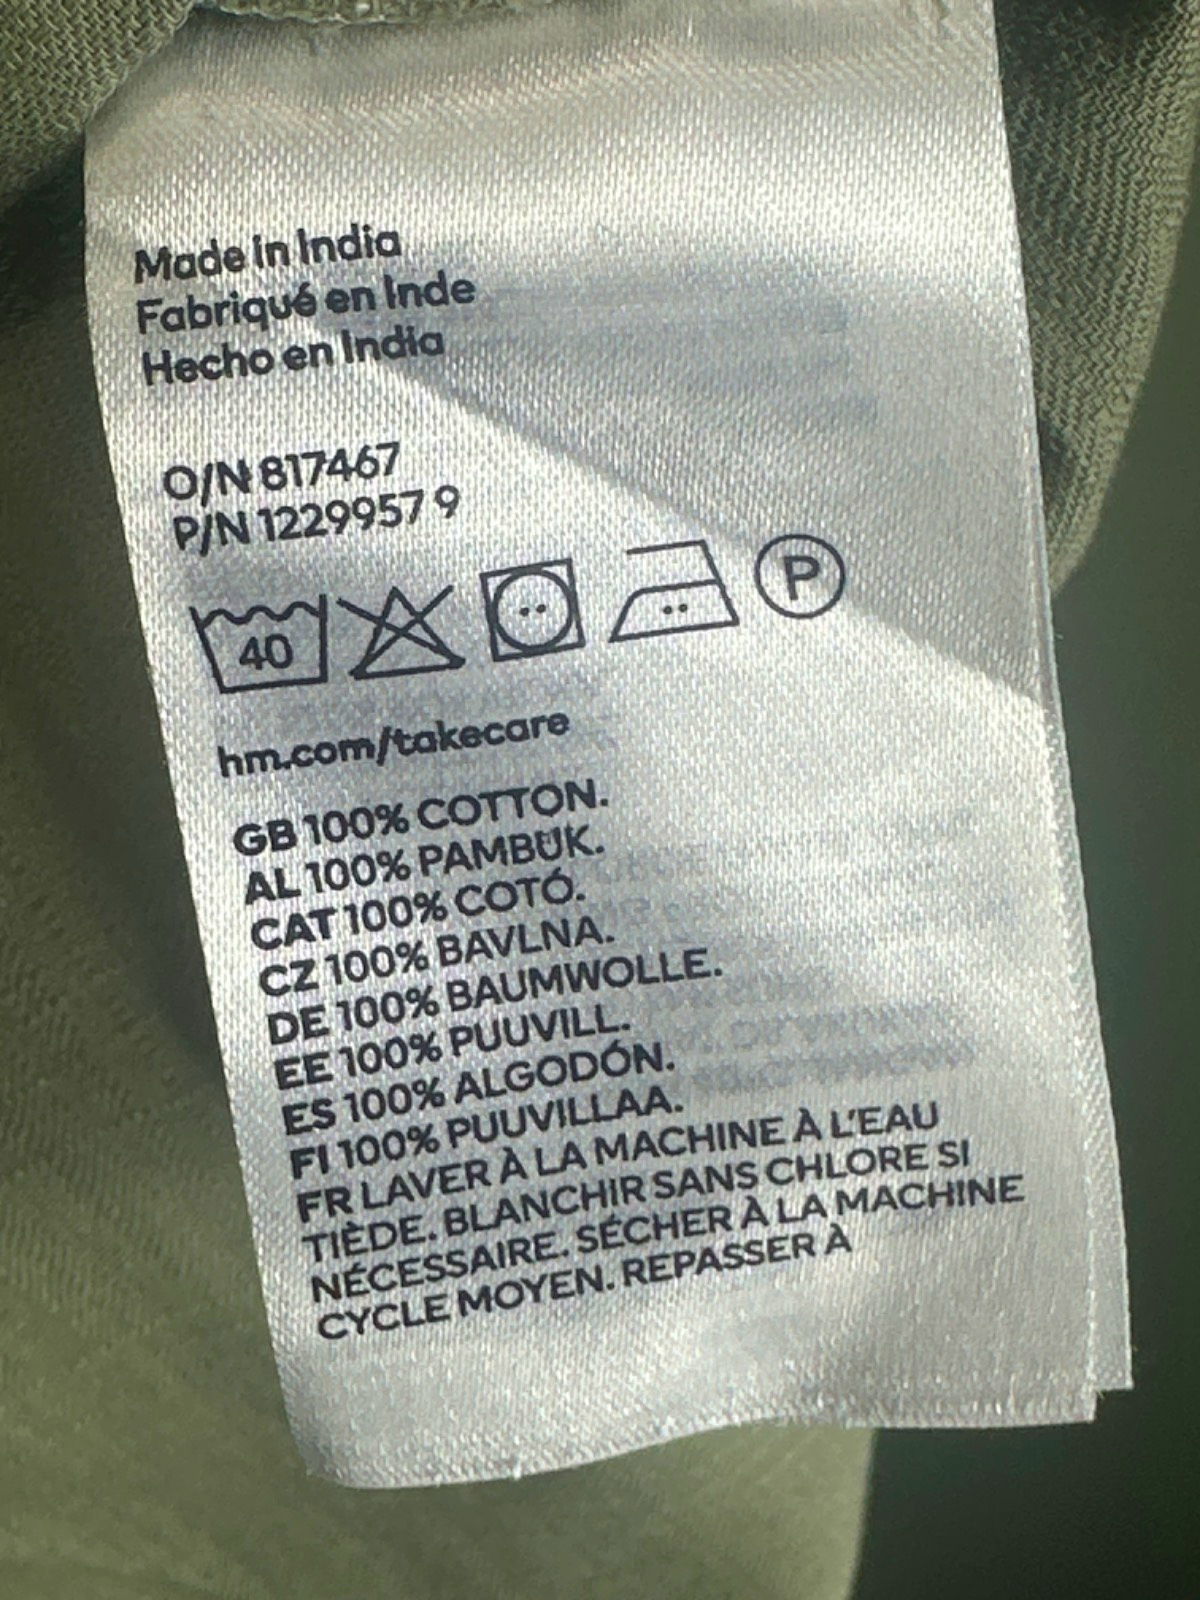 Made in India
Fabriqué en Inde
Hecho en India
O/N 817467
P/N 1229957 9
40
P
hm.com/takecare
GB 100% COTTON.
AL 100% PAMBUK.
CAT 100% COTÓ.
CZ 100% BAVLNA.
DE 100% BAUMWOLLE.
EE 100% PUUVILL.
ES 100% ALGODÓN.
FI 100% PUUVILLAA.
FR LAVER À LA MACHINE À L'EAU
TIÈDE. BLANCHIR SANS CHLORE SI
NÉCESSAIRE. SÉCHER À LA MACHINE
CYCLE MOYEN. REPASSER À